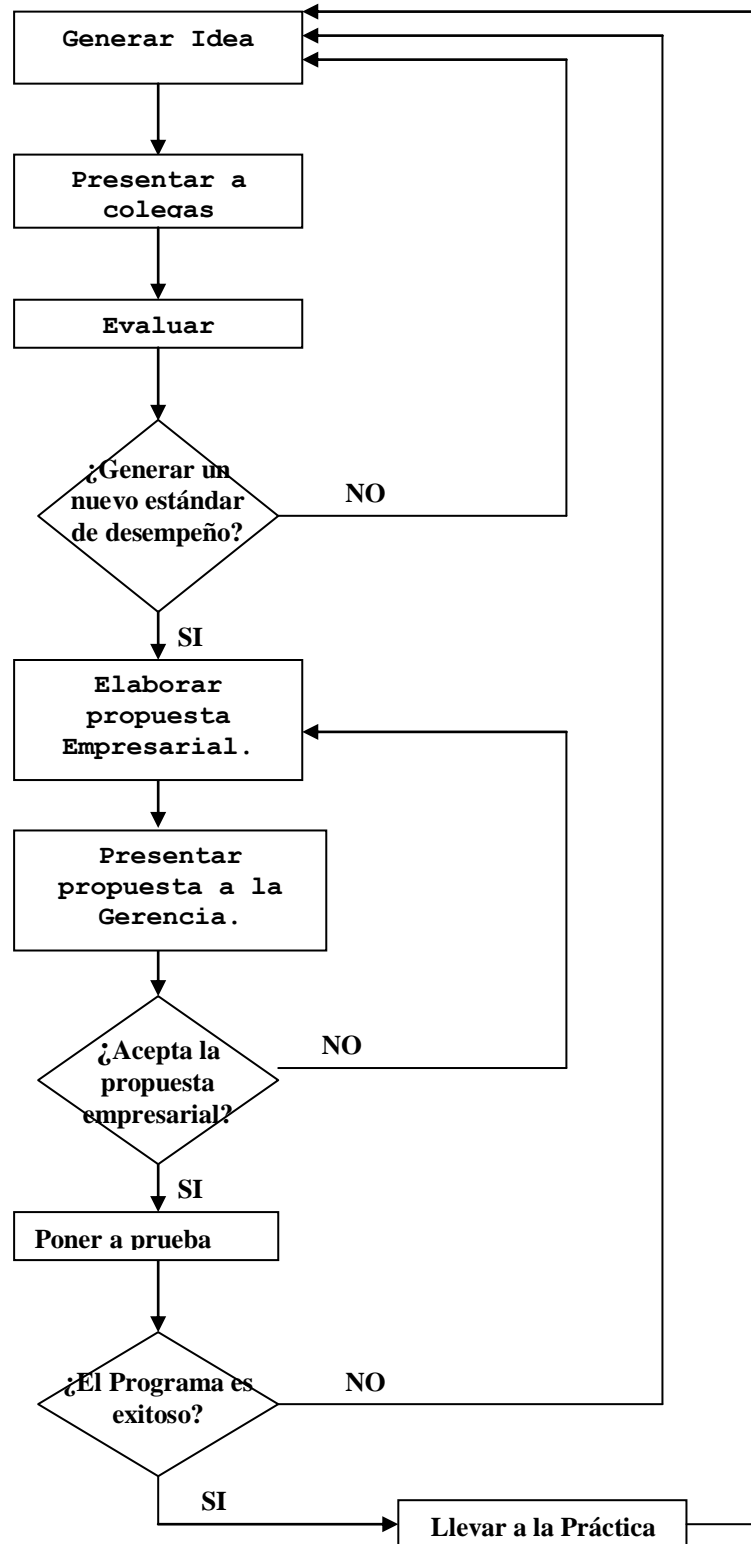 Generar Idea
Presentar a
colegas
Evaluar
¿Generar un
nuevo estándar
de desempeño?
NO
SI
Elaborar
propuesta
Empresarial.
Presentar
propuesta a la
Gerencia.
¿Acepta la
propuesta
empresarial?
NO
SI
Poner a prueba
¿El Programa es
exitoso?
NO
SI
Llevar a la Práctica